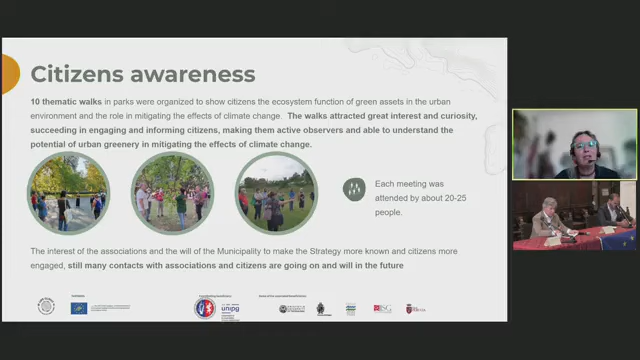 Citizens awareness
10 thematic walks in parks were organized to show citizens the ecosystem function of green assets in the urban
environment and the role in mitigating the effects of climate change. The walks attracted great interest and curiosity,
succeeding in engaging and informing citizens, making them active observers and able to understand the
potential of urban greenery in mitigating the effects of climate change.
Each meeting was
attended by about 20-25
people.
The interest of the associations and the will of the Municipality to make the Strategy more known and citizens more
engaged, still many contacts with associations and citizens are going on and will in the future
unipg